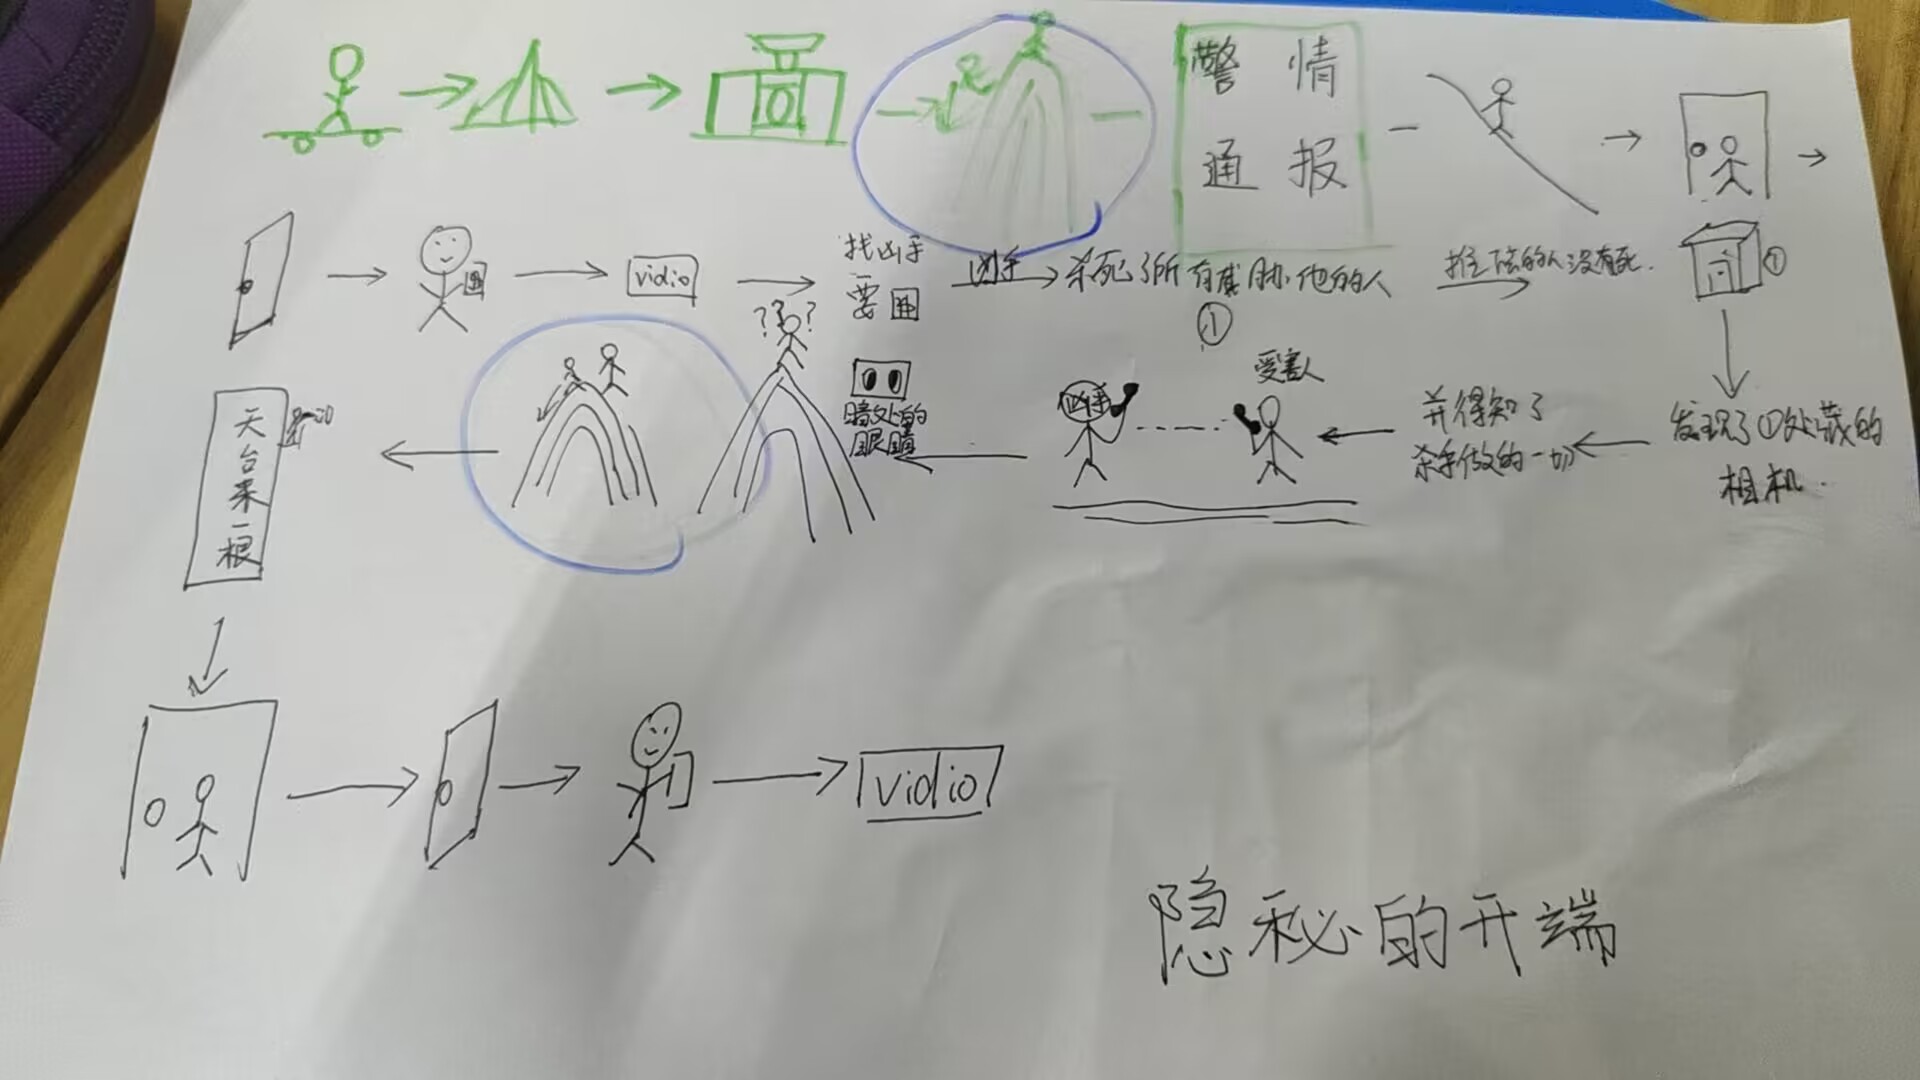 警 情
通 报
vidio
找凶手
要
凶手
杀死了所有威胁他的人
①
推下去的人没有死.
①
发现了①处藏的
相机.
并得知了
杀手做的一切
受害人
凶手
???
暗处的
眼睛
天台来一根
vidio
隐秘的开端